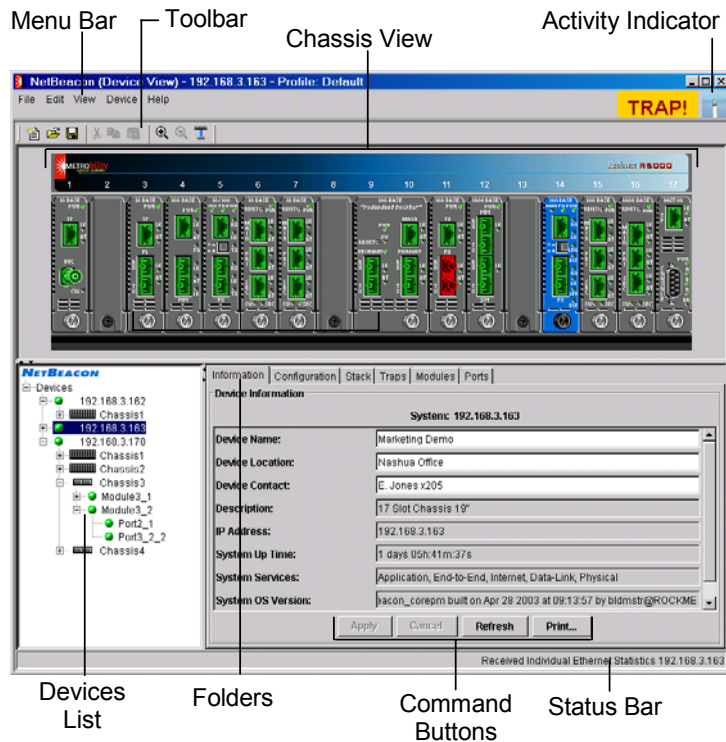 Menu Bar
Toolbar
Chassis View
Activity Indicator
NetBeacon (Device View) - 192.168.3.163 - Profile: Default
File Edit View Device Help
TRAP!
METROBILITY
R5000
1 2 3 4 5 6 7 8 9 10 11 12 13 14 15 16 17
NETBEACON
Devices
192.168.3.162
Chassis1
192.168.3.163
192.168.3.170
Chassis1
Chassis2
Chassis3
Module3_1
Module3_2
Port2_1
Port3_2_2
Chassis4
Information Configuration Stack Traps Modules Ports
Device Information
System: 192.168.3.163
Device Name: Marketing Demo
Device Location: Nashua Office
Device Contact: E. Jones x205
Description: 17 Slot Chassis 19"
IP Address: 192.168.3.163
System Up Time: 1 days 05h:41m:37s
System Services: Application, End-to-End, Internet, Data-Link, Physical
System OS Version: eacon_corepm built on Apr 28 2003 at 09:13:57 by bldmstr@ROCKME
Apply Cancel Refresh Print...
Received Individual Ethernet Statistics 192.168.3.163
Devices List
Folders
Command Buttons
Status Bar